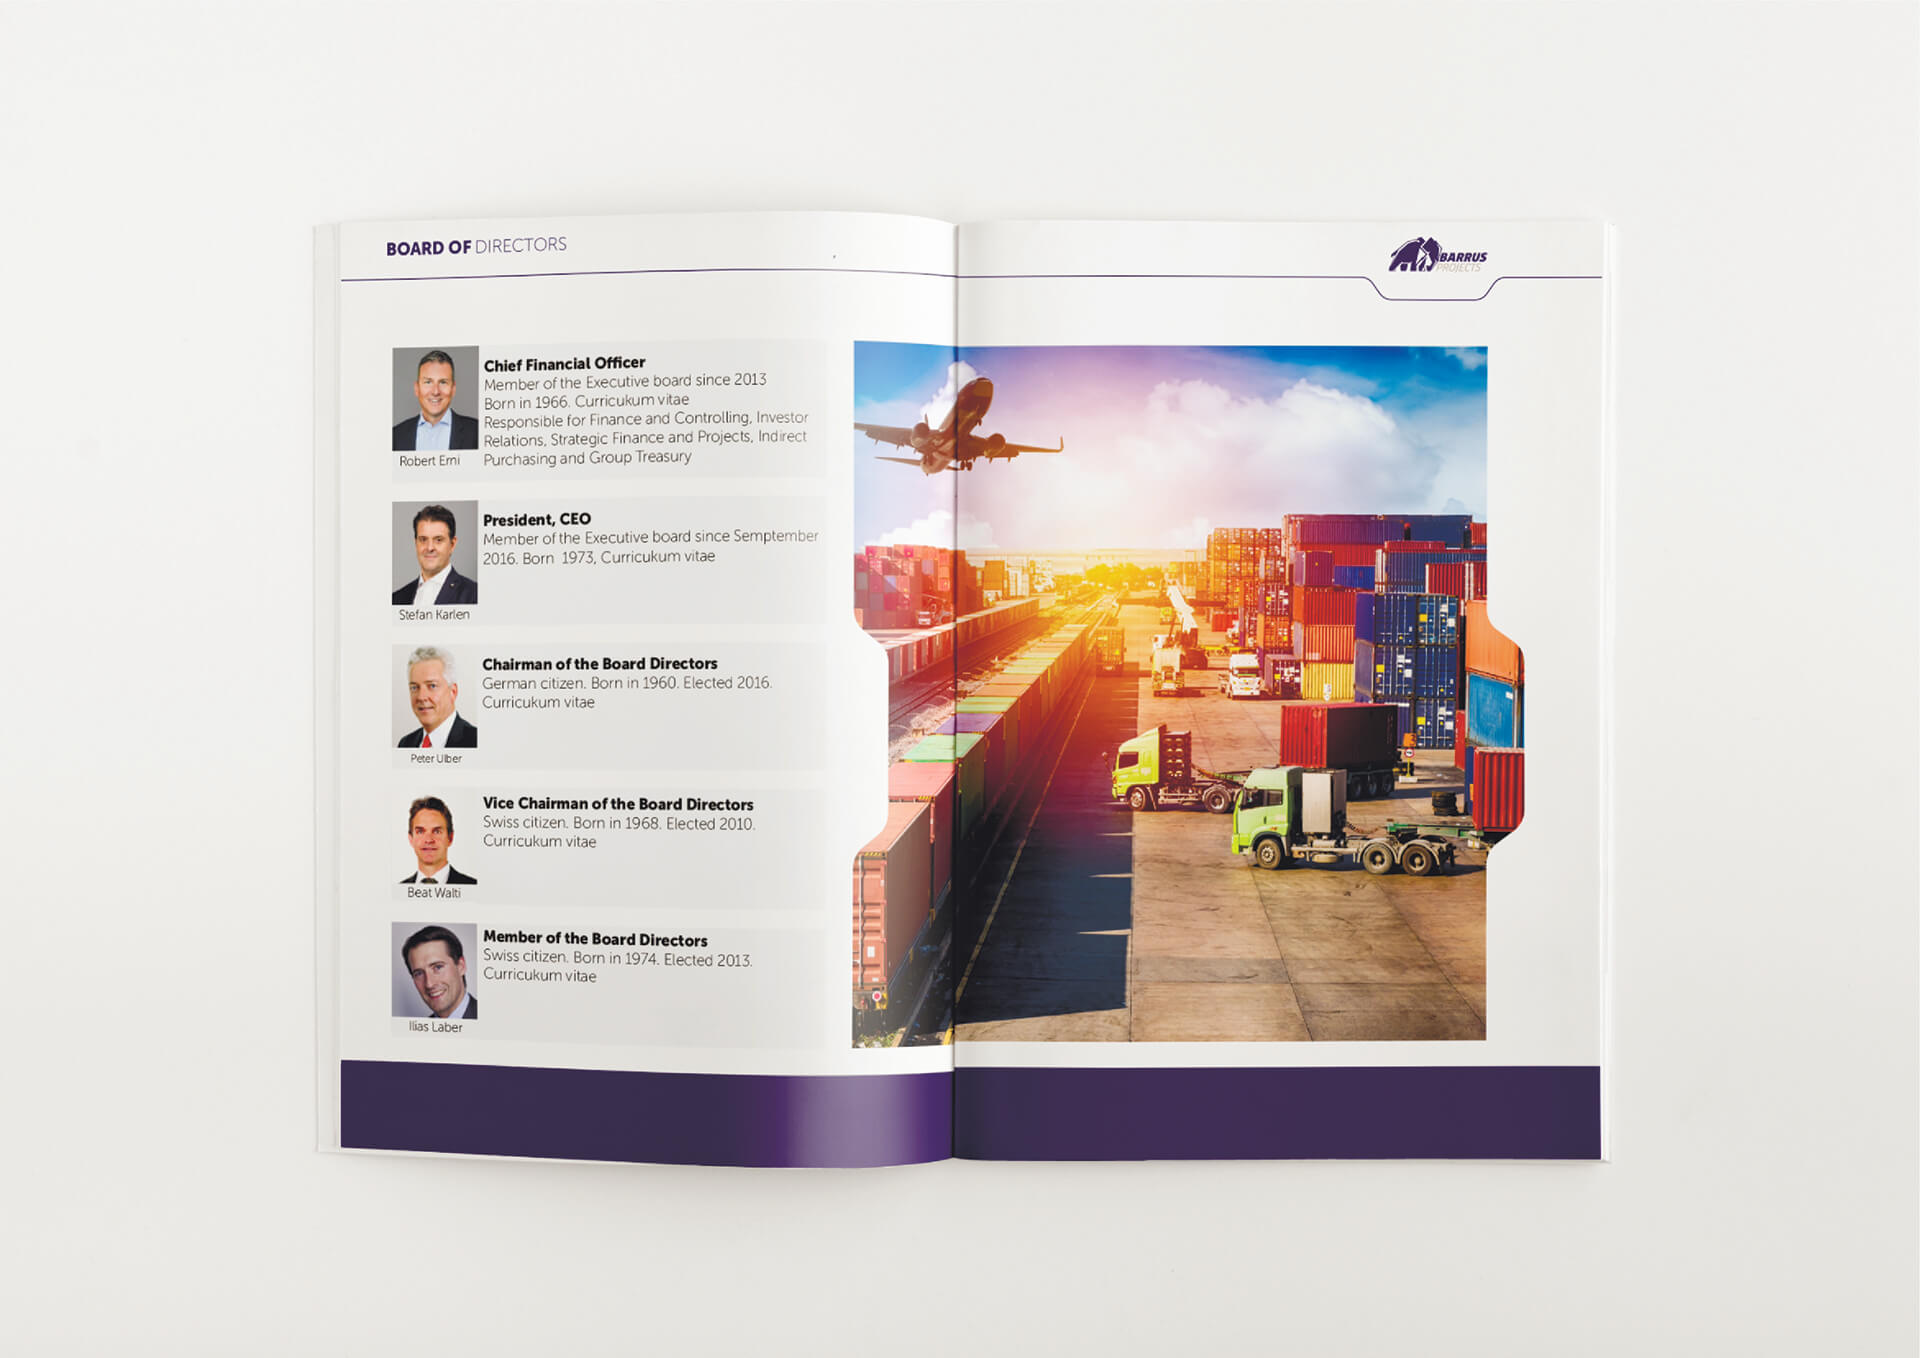 BOARD OF DIRECTORS
BARRUS
PROJECTS
Chief Financial Officer
Member of the Executive board since 2013
Born in 1966. Curricukum vitae
Responsible for Finance and Controlling, Investor
Relations, Strategic Finance and Projects, Indirect
Purchasing and Group Treasury
Robert Erni
President, CEO
Member of the Executive board since Semptember
2016. Born 1973, Curricukum vitae
Stefan Karlen
Chairman of the Board Directors
German citizen. Born in 1960. Elected 2016.
Curricukum vitae
Peter Ulber
Vice Chairman of the Board Directors
Swiss citizen. Born in 1968. Elected 2010.
Curricukum vitae
Beat Walti
Member of the Board Directors
Swiss citizen. Born in 1974. Elected 2013.
Curricukum vitae
Ilias Laber